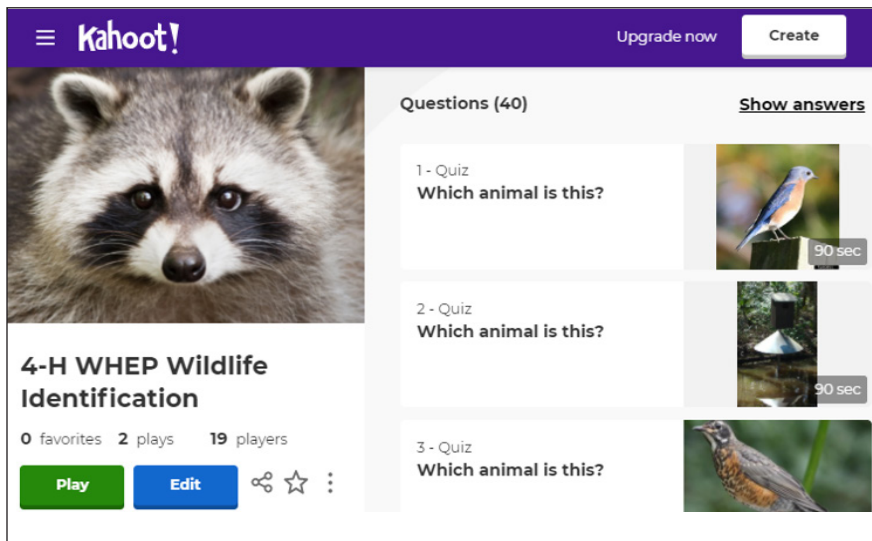 Kahoot!
Upgrade now
Create
4-H WHEP Wildlife
Identification
0 favorites 2 plays 19 players
Play
Edit
Questions (40)
Show answers
1 - Quiz
Which animal is this?
90 sec
2 - Quiz
Which animal is this?
90 sec
3 - Quiz
Which animal is this?